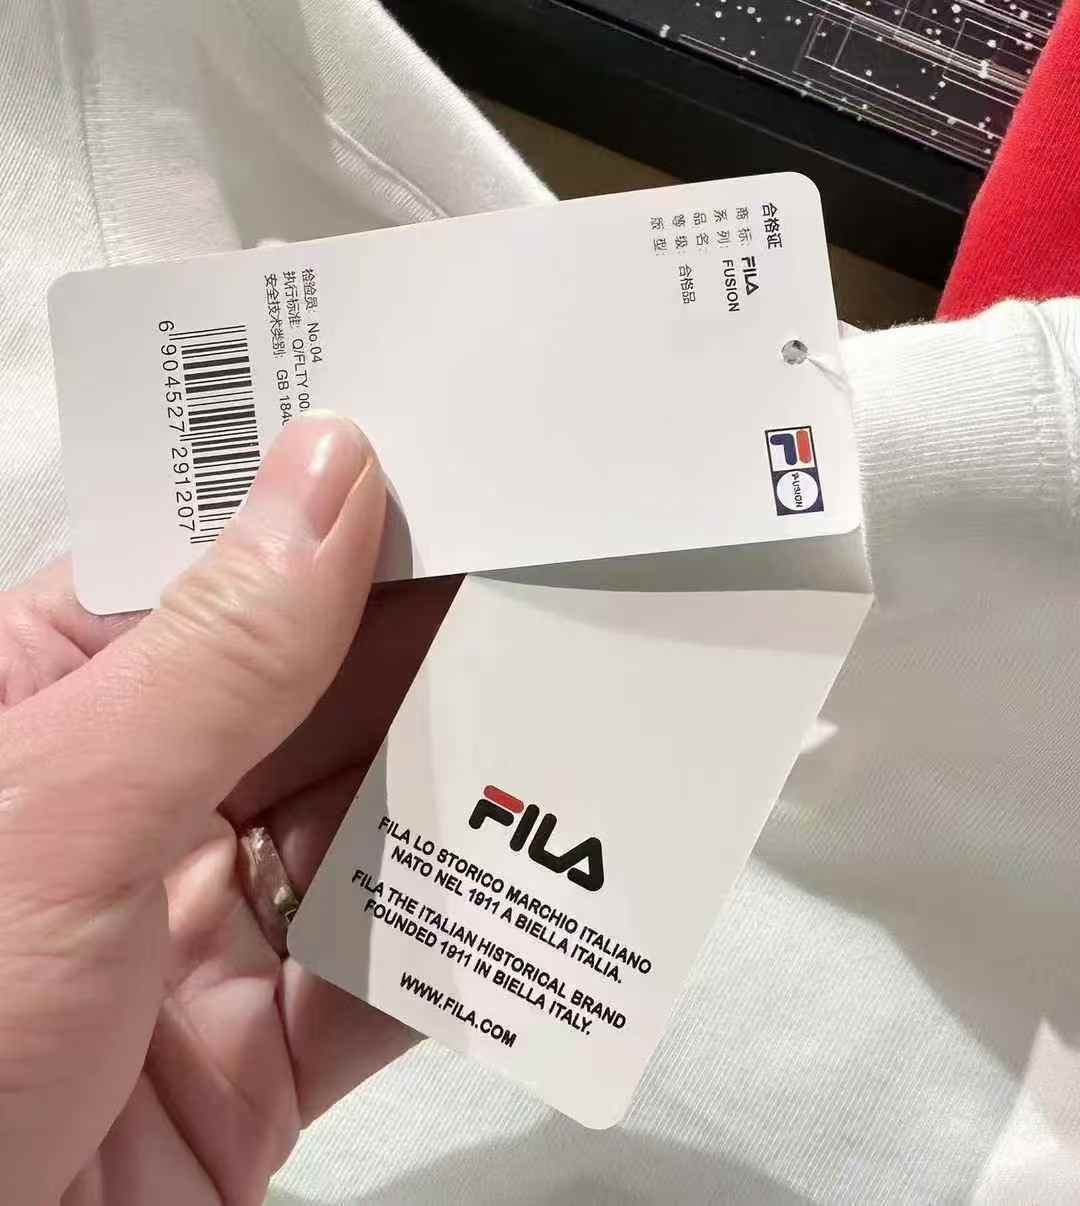 合格证
商 标: FILA
系 列: FUSION
品 名:
等 级: 合格品
版 型:
检验员: No.04
执行标准: Q/FLTY 00
安全技术类别: GB 184
6 904527 291207
F FUSION
FILA
FILA LO STORICO MARCHIO ITALIANO
NATO NEL 1911 A BIELLA ITALIA.
FILA THE ITALIAN HISTORICAL BRAND
FOUNDED 1911 IN BIELLA ITALY.
WWW.FILA.COM